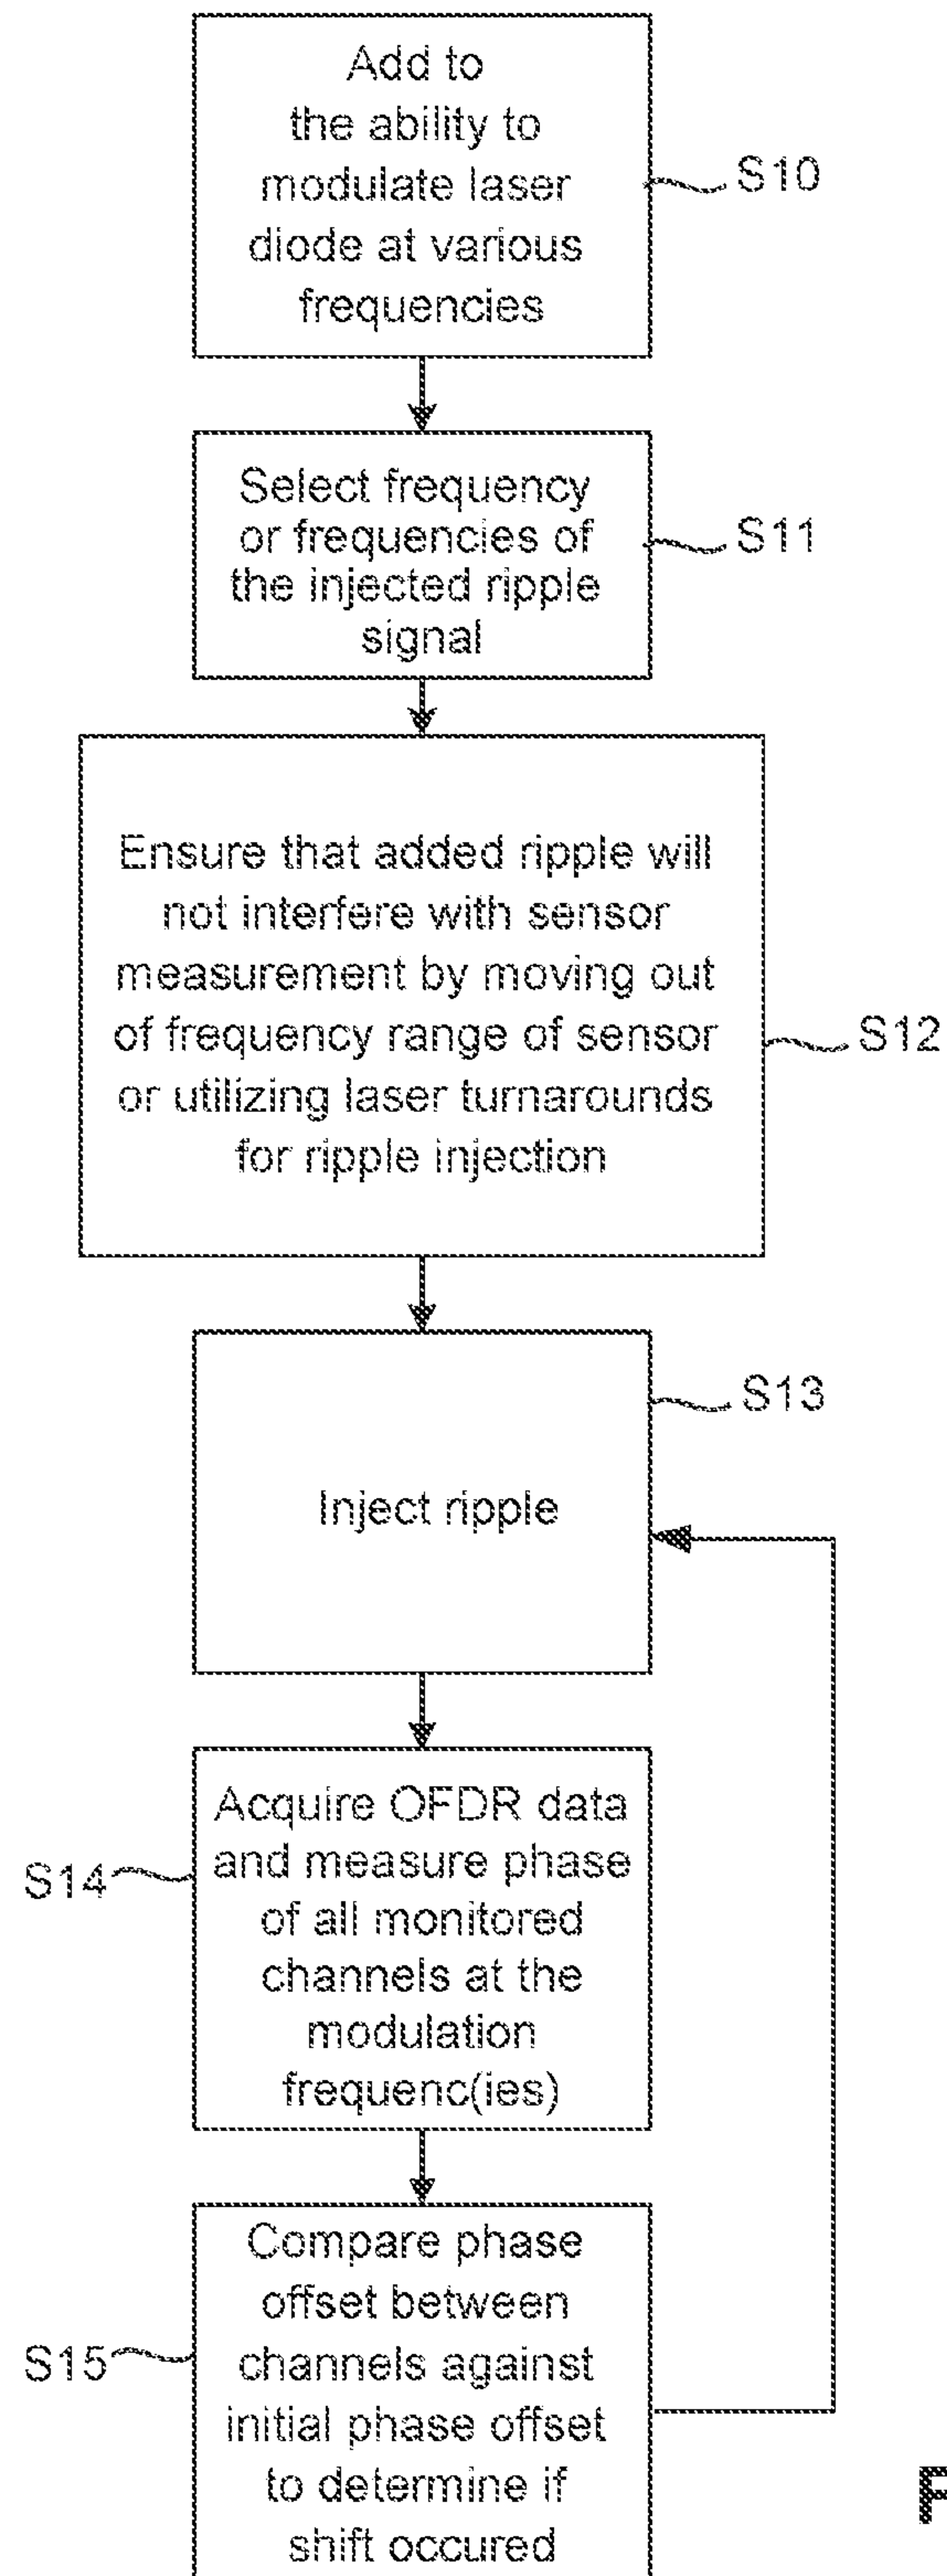 Add to
the ability to
modulate laser
diode at various
frequencies
S10
Select frequency
or frequencies of
the injected ripple
signal
S11
Ensure that added ripple will
not interfere with sensor
measurement by moving out
of frequency range of sensor
or utilizing laser turnarounds
for ripple injection
S12
Inject ripple
S13
Acquire OFDR data
and measure phase
of all monitored
channels at the
modulation
frequenc(ies)
S14
Compare phase
offset between
channels against
initial phase offset
to determine if
shift occured
S15